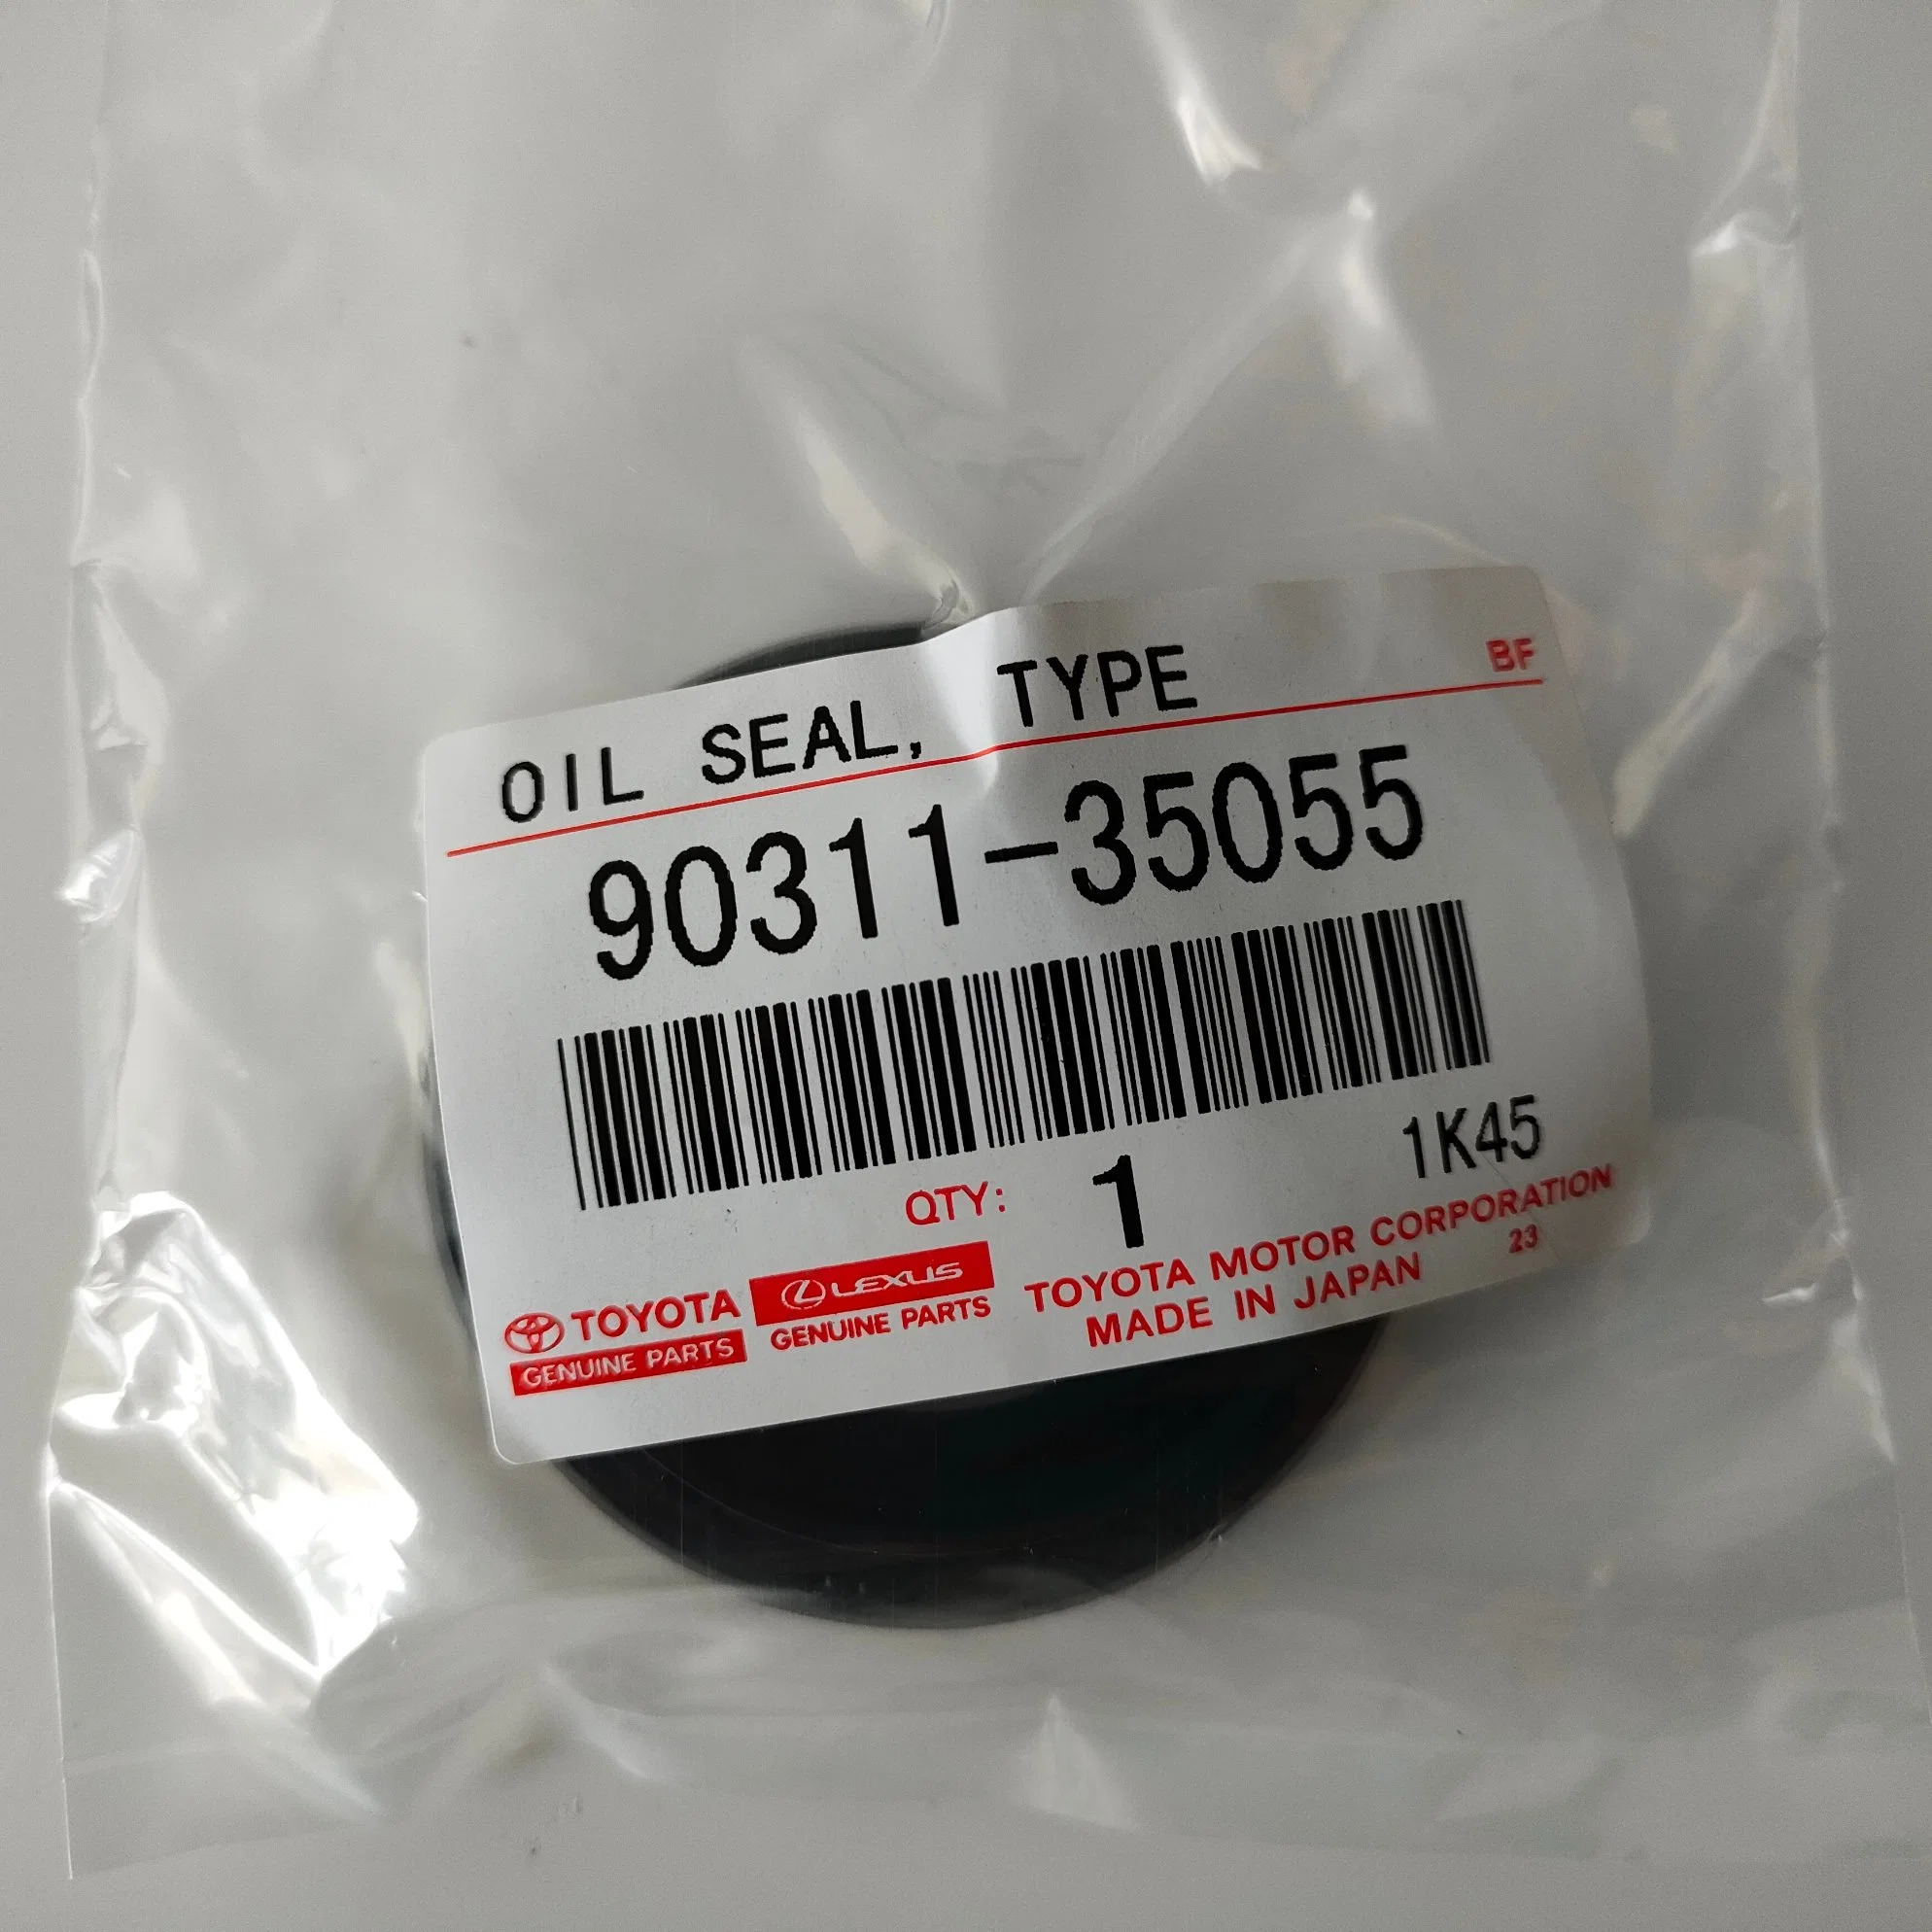 OIL SEAL, TYPE BF
90311-35055
1K45
QTY: 1
TOYOTA
GENUINE PARTS
LEXUS
GENUINE PARTS
TOYOTA MOTOR CORPORATION
MADE IN JAPAN 23